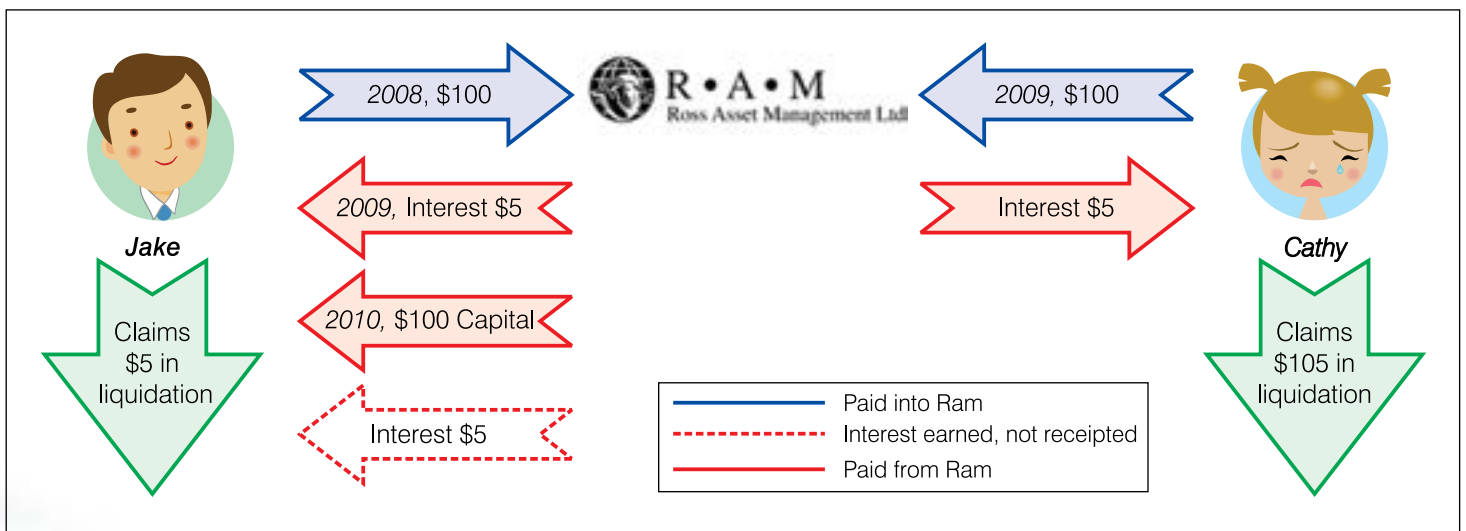 2008, $100
R • A • M
Ross Asset Management Ltd
2009, $100
2009, Interest $5
Interest $5
Jake
Cathy
2010, $100 Capital
Claims
$5 in
liquidation
Claims
$105 in
liquidation
Interest $5
Paid into Ram
Interest earned, not receipted
Paid from Ram